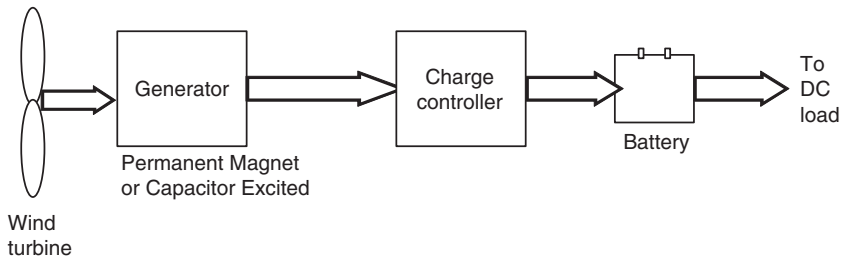 Wind
turbine
Generator
Permanent Magnet
or Capacitor Excited
Charge
controller
Battery
To
DC
load